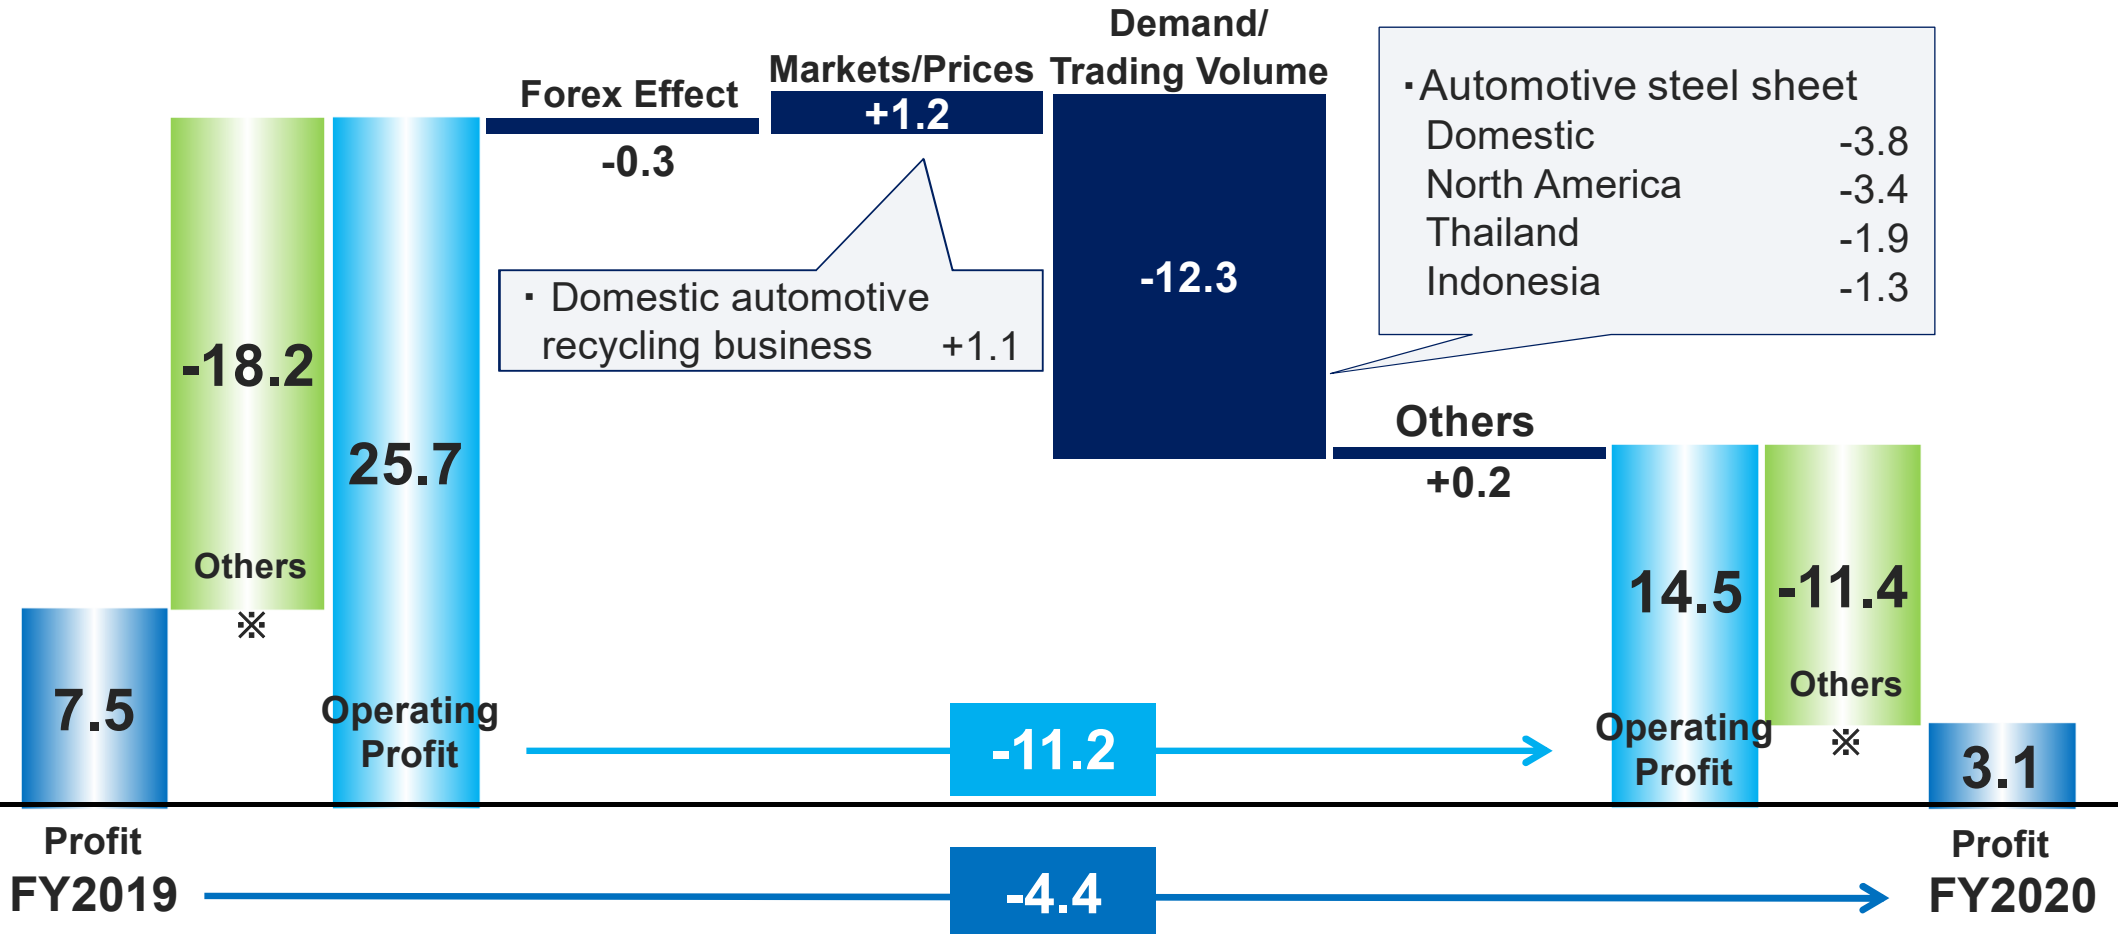 Demand/
Trading Volume
Markets/Prices
Forex Effect
+1.2
-0.3
-12.3
・Automotive steel sheet
Domestic -3.8
North America -3.4
Thailand -1.9
Indonesia -1.3
・ Domestic automotive
recycling business +1.1
-18.2
Others
※
25.7
Operating
Profit
7.5
Others
+0.2
14.5
Operating
Profit
-11.4
Others
※
3.1
-11.2
Profit
FY2019
-4.4
Profit
FY2020